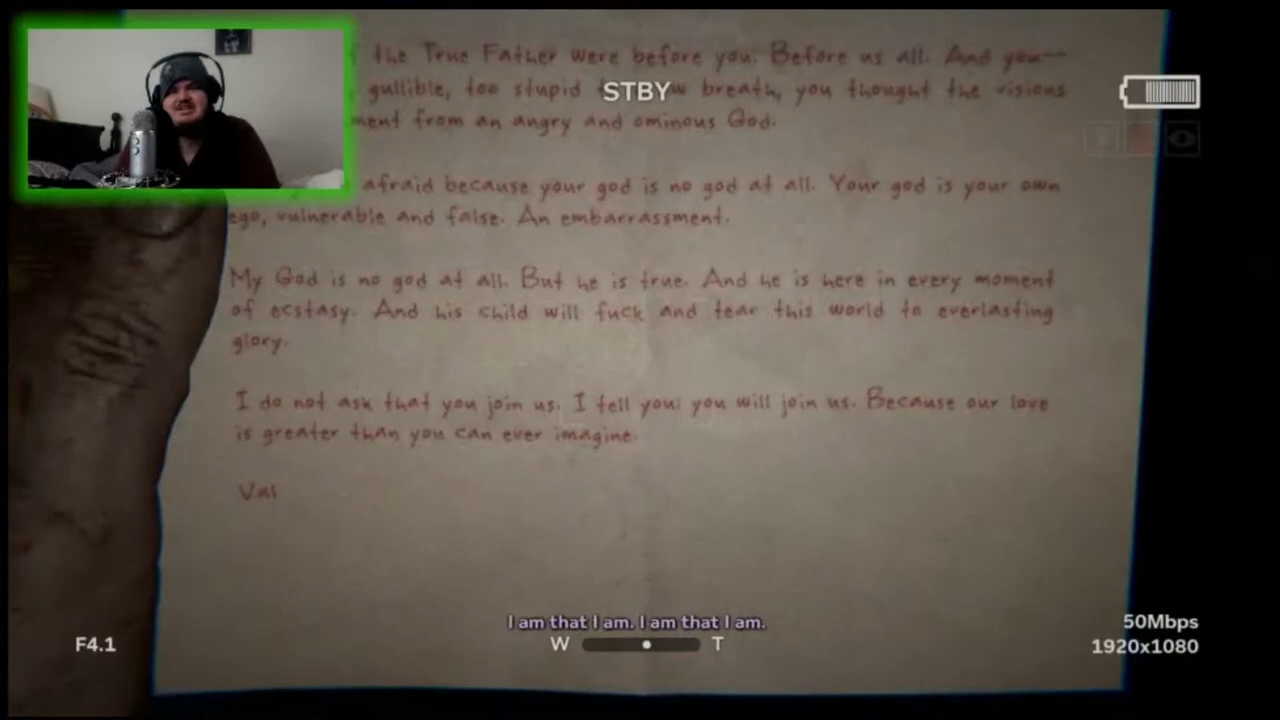 the True Father were before you. Before us all. And you—
gullible, too stupid breath, you thought the visions
from an angry and ominous God.
STBY
afraid because your god is no god at all. Your god is your own
ego, vulnerable and false. An embarrassment.
My God is no god at all. But he is true. And he is here in every moment
of ecstasy. And his child will fuck and tear this world to everlasting
glory.
I do not ask that you join us. I tell you: you will join us. Because our love
is greater than you can ever imagine.
Val
I am that I am. I am that I am.
F4.1
W T
50Mbps
1920x1080